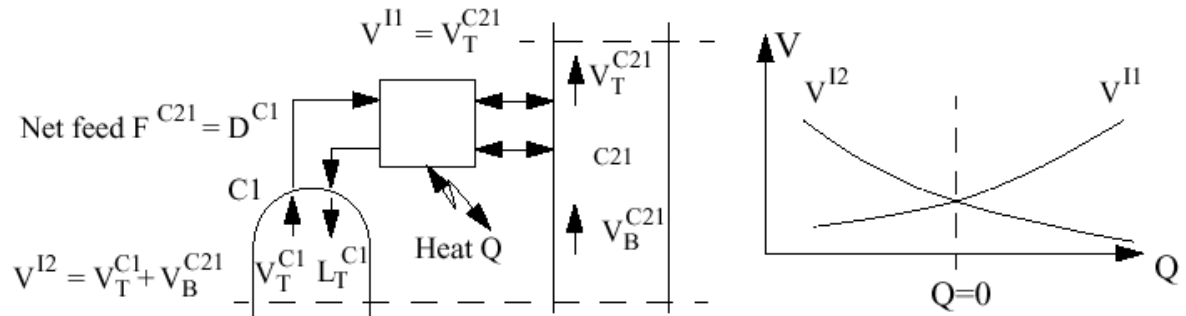 V^I1 = V_T^C21
V
V_T^C21
V^I2
V^I1
Net feed F^C21 = D^C1
C21
C1
V_B^C21
Heat Q
V^I2 = V_T^C1 + V_B^C21
V_T^C1
L_T^C1
Q
Q=0